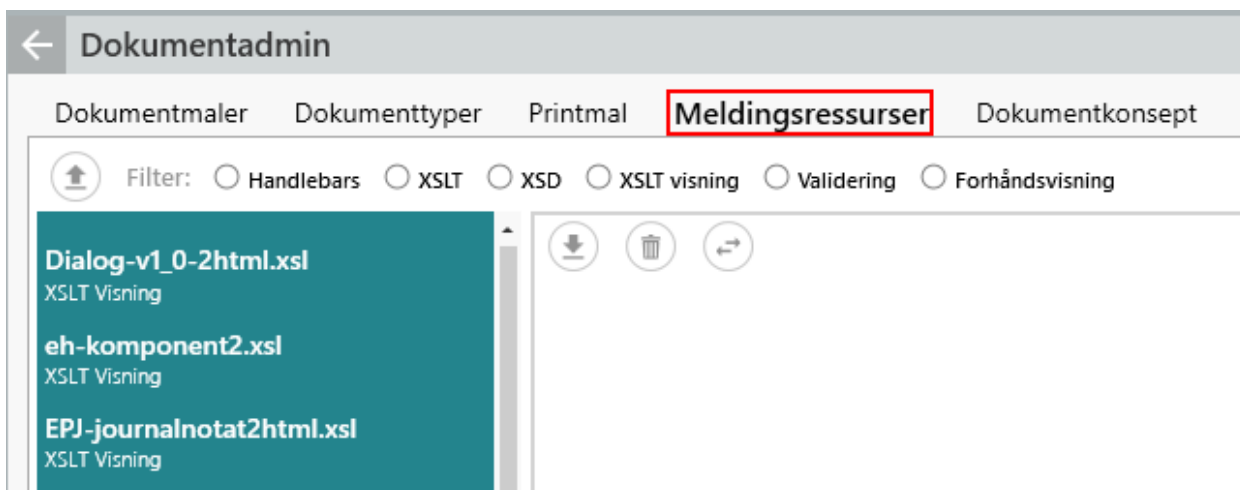 Dokumentadmin
Dokumentmaler Dokumenttyper Printmal Meldingsressurser Dokumentkonsept
Filter: Handlebars XSLT XSD XSLT visning Validering Forhåndsvisning
Dialog-v1_0-2html.xsl
XSLT Visning
eh-komponent2.xsl
XSLT Visning
EPJ-journalnotat2html.xsl
XSLT Visning